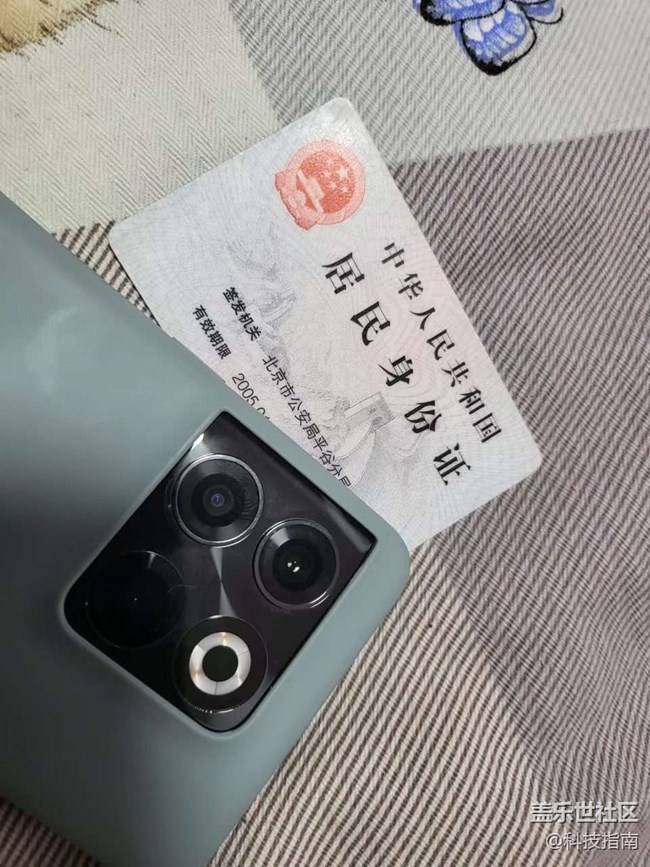 中华人民共和国
居民身份证
签发机关 北京市公安局平谷分局
有效期限 2005.0
盖乐世社区
@科技指南